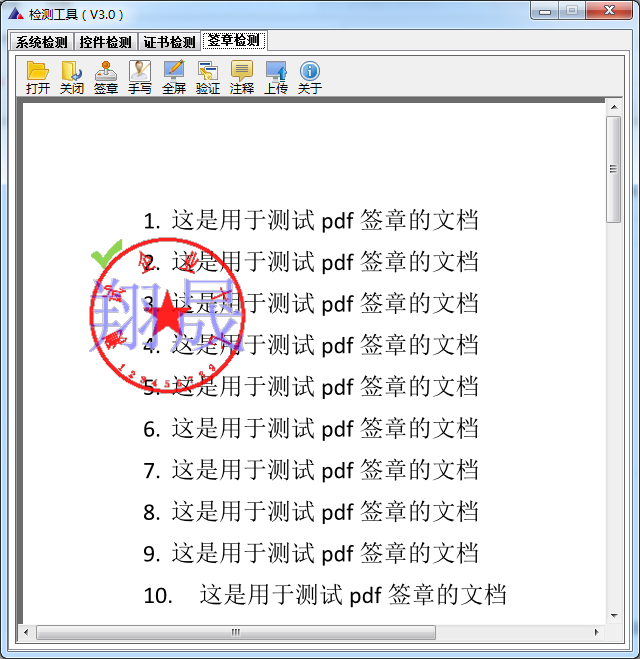 检测工具（V3.0）
系统检测 控件检测 证书检测 签章检测
打开 关闭 签章 手写 全屏 验证 注释 上传 关于
1. 这是用于测试 pdf 签章的文档
2. 这是用于测试 pdf 签章的文档
3. 这是用于测试 pdf 签章的文档
4. 这是用于测试 pdf 签章的文档
5. 这是用于测试 pdf 签章的文档
6. 这是用于测试 pdf 签章的文档
7. 这是用于测试 pdf 签章的文档
8. 这是用于测试 pdf 签章的文档
9. 这是用于测试 pdf 签章的文档
10. 这是用于测试 pdf 签章的文档
翔晟
123456789